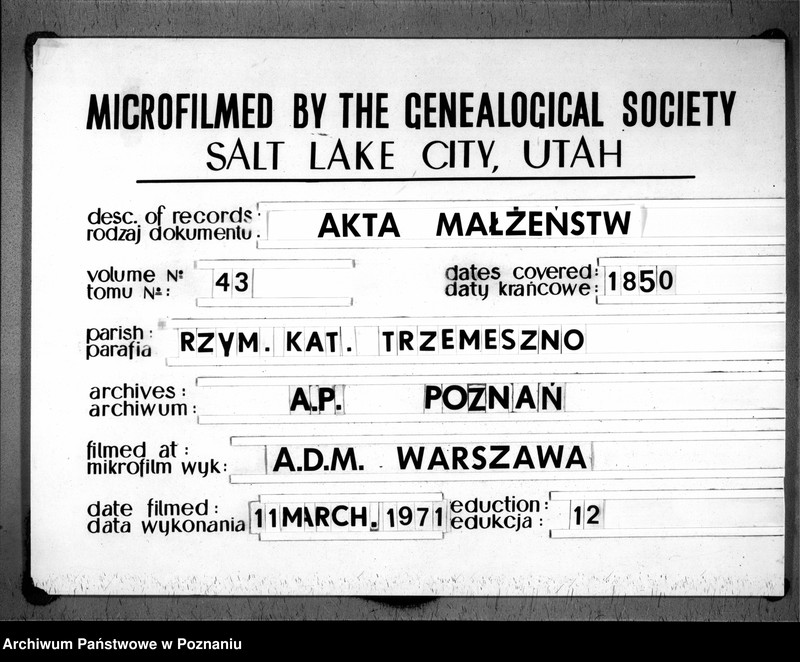 MICROFILMED BY THE GENEALOGICAL SOCIETY
SALT LAKE CITY, UTAH
desc. of records: AKTA MAŁŻEŃSTW
rodzaj dokumentu.
volume Nº 43 dates covered: 1850
tomu Nº: daty krańcowe:
parish: RZYM. KAT. TRZEMESZNO
parafia
archives: A.P. POZNAŃ
archiwum:
filmed at: A.D.M. WARSZAWA
mikrofilm wyk:
date filmed: 11 MARCH. 1971 eduction: 12
data wykonania edukcja:
Archiwum Państwowe w Poznaniu